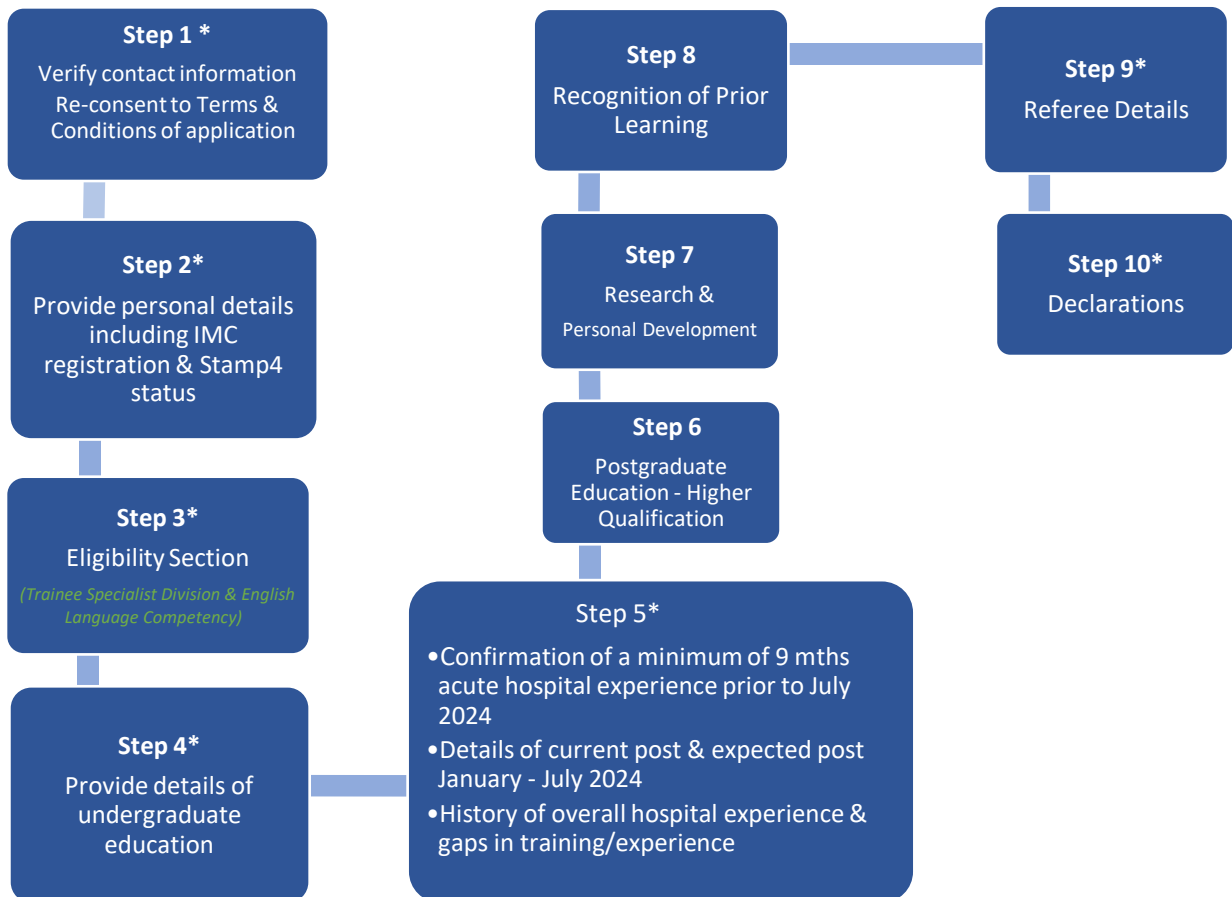 Step 1 *
Verify contact information
Re-consent to Terms &
Conditions of application
Step 2*
Provide personal details
including IMC
registration & Stamp4
status
Step 3*
Eligibility Section
(Trainee Specialist Division & English
Language Competency)
Step 4*
Provide details of
undergraduate
education
Step 5*
•Confirmation of a minimum of 9 mths
acute hospital experience prior to July
2024
•Details of current post & expected post
January - July 2024
•History of overall hospital experience &
gaps in training/experience
Step 6
Postgraduate
Education - Higher
Qualification
Step 7
Research &
Personal Development
Step 8
Recognition of Prior
Learning
Step 9*
Referee Details
Step 10*
Declarations